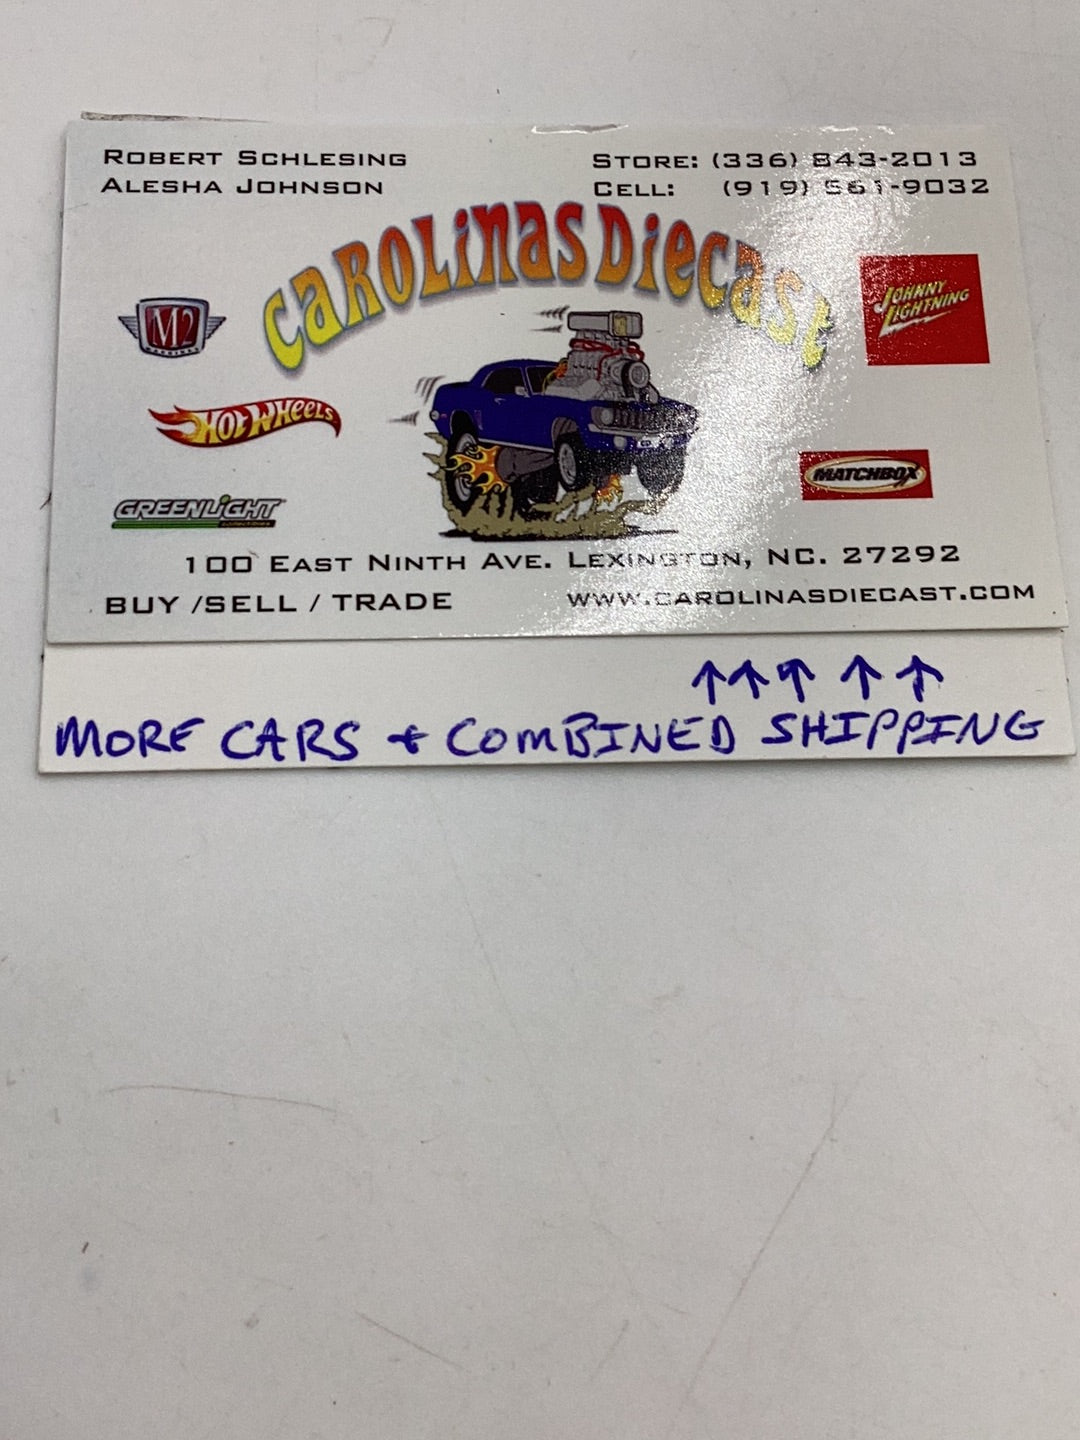 ROBERT SCHLESING
ALESHA JOHNSON
STORE: (336) 843-2013
CELL: (919) 561-9032
CAROLINAS DIECAST
M2
MACHINES
JOHNNY
LIGHTNING
HOT WHEELS
MATCHBOX
GREENLIGHT
COLLECTIBLES
100 EAST NINTH AVE. LEXINGTON, NC. 27292
BUY /SELL / TRADE
WWW.CAROLINASDIECAST.COM
↑↑↑ ↑ ↑
MORE CARS + COMBINED SHIPPING